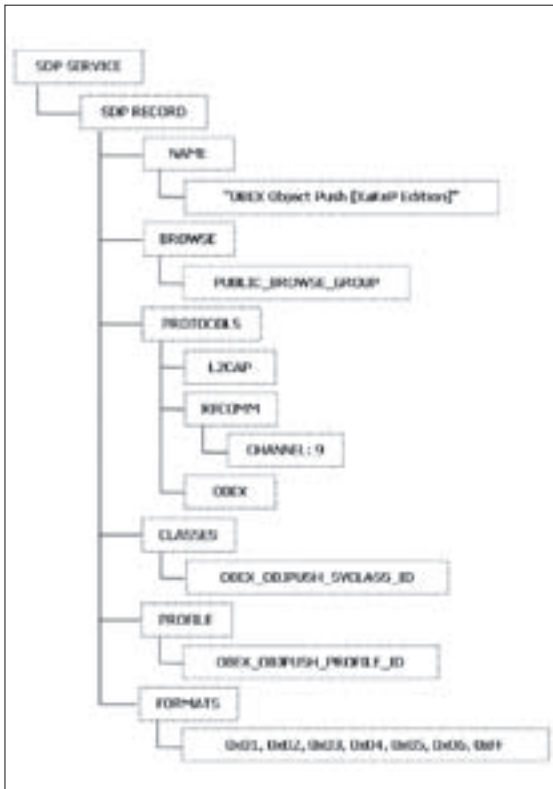 SDP SERVICE
SDP RECORD
NAME
"OBEX Object Push [XaKeP Edition]"
BROWSE
PUBLIC_BROWSE_GROUP
PROTOCOLS
L2CAP
RFCOMM
CHANNEL: 9
OBEX
CLASSES
OBEX_OBJPUSH_SVCLASS_ID
PROFILE
OBEX_OBJPUSH_PROFILE_ID
FORMATS
0x01, 0x02, 0x03, 0x04, 0x05, 0x06, 0xff